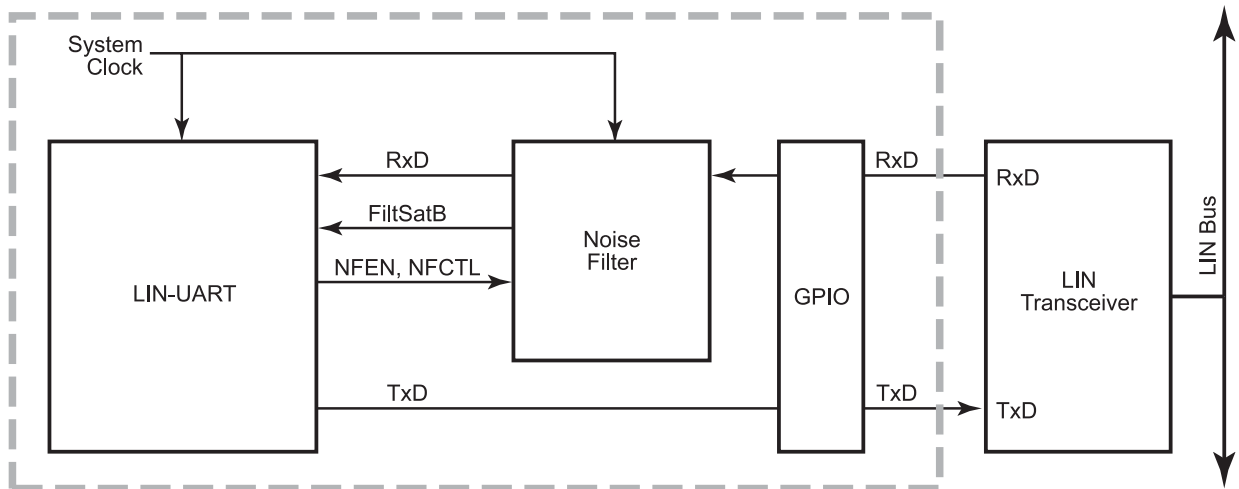 System
Clock
RxD
RxD
RxD
FiltSatB
Noise
Filter
NFEN, NFCTL
LIN-UART
GPIO
LIN
Transceiver
LIN Bus
TxD
TxD
TxD